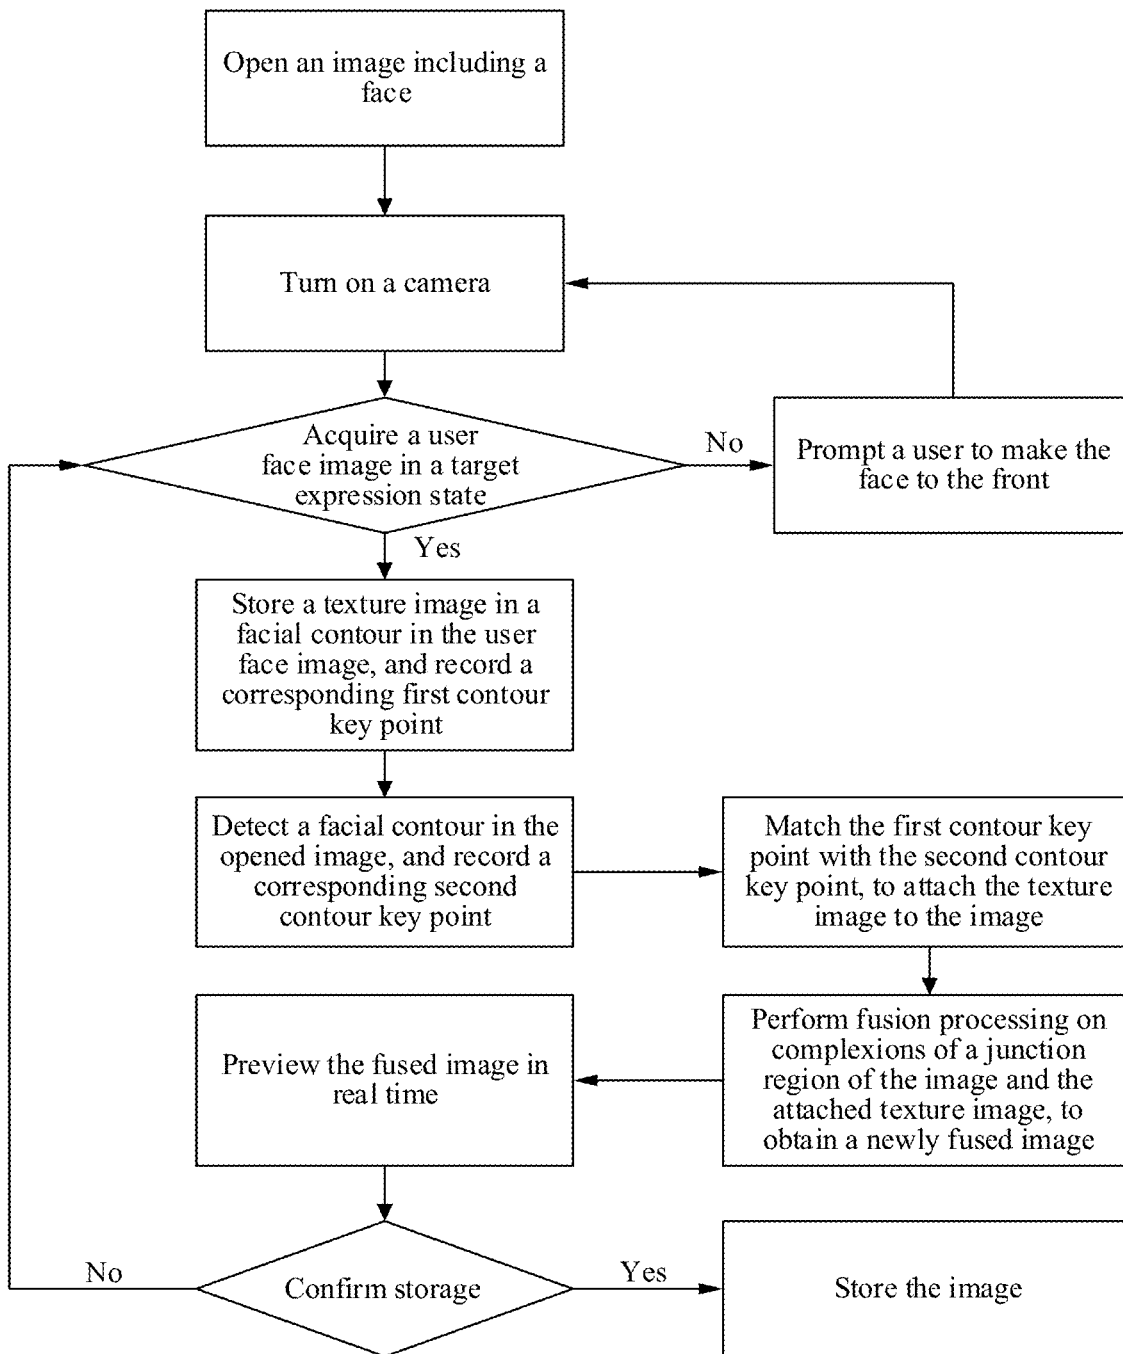 Open an image including a
face
Turn on a camera
Acquire a user
face image in a target
expression state
No
Prompt a user to make the
face to the front
Yes
Store a texture image in a
facial contour in the user
face image, and record a
corresponding first contour
key point
Detect a facial contour in the
opened image, and record a
corresponding second
contour key point
Match the first contour key
point with the second contour
key point, to attach the texture
image to the image
Perform fusion processing on
complexions of a junction
region of the image and the
attached texture image, to
obtain a newly fused image
Preview the fused image in
real time
No
Confirm storage
Yes
Store the image